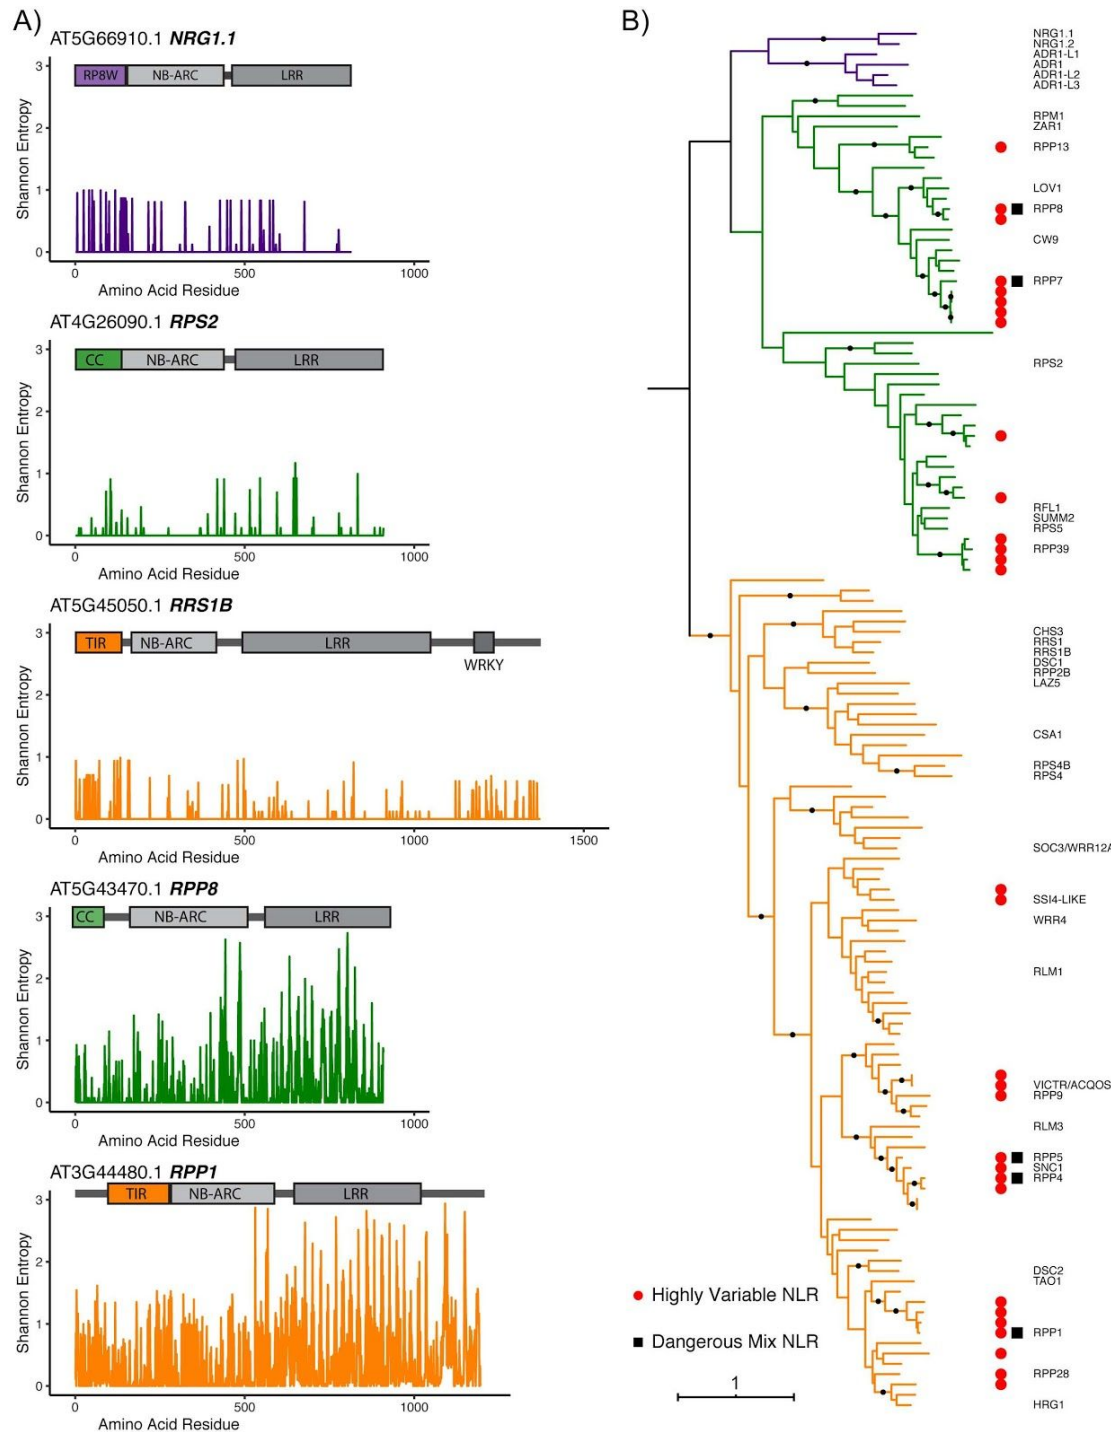 A)
AT5G66910.1 NRG1.1
3
2
1
0
Shannon Entropy
RP8W
NB-ARC
LRR
0
500
1000
Amino Acid Residue
AT4G26090.1 RPS2
3
2
1
0
Shannon Entropy
CC
NB-ARC
LRR
0
500
1000
Amino Acid Residue
AT5G45050.1 RRS1B
3
2
1
0
Shannon Entropy
TIR
NB-ARC
LRR
WRKY
0
500
1000
1500
Amino Acid Residue
AT5G43470.1 RPP8
3
2
1
0
Shannon Entropy
CC
NB-ARC
LRR
0
500
1000
Amino Acid Residue
AT3G44480.1 RPP1
3
2
1
0
Shannon Entropy
TIR
NB-ARC
LRR
0
500
1000
Amino Acid Residue
B)
NRG1.1
NRG1.2
ADR1-L1
ADR1
ADR1-L2
ADR1-L3
RPM1
ZAR1
RPP13
LOV1
RPP8
CW9
RPP7
RPS2
RFL1
SUMM2
RPS5
RPP39
CHS3
RRS1
RRS1B
DSC1
RPP2B
LAZ5
CSA1
RPS4B
RPS4
SOC3/WRR12A
SSI4-LIKE
WRR4
RLM1
VICTR/ACQOS
RPP9
RLM3
RPP5
SNC1
RPP4
DSC2
TAO1
RPP1
RPP28
HRG1
Highly Variable NLR
Dangerous Mix NLR
1